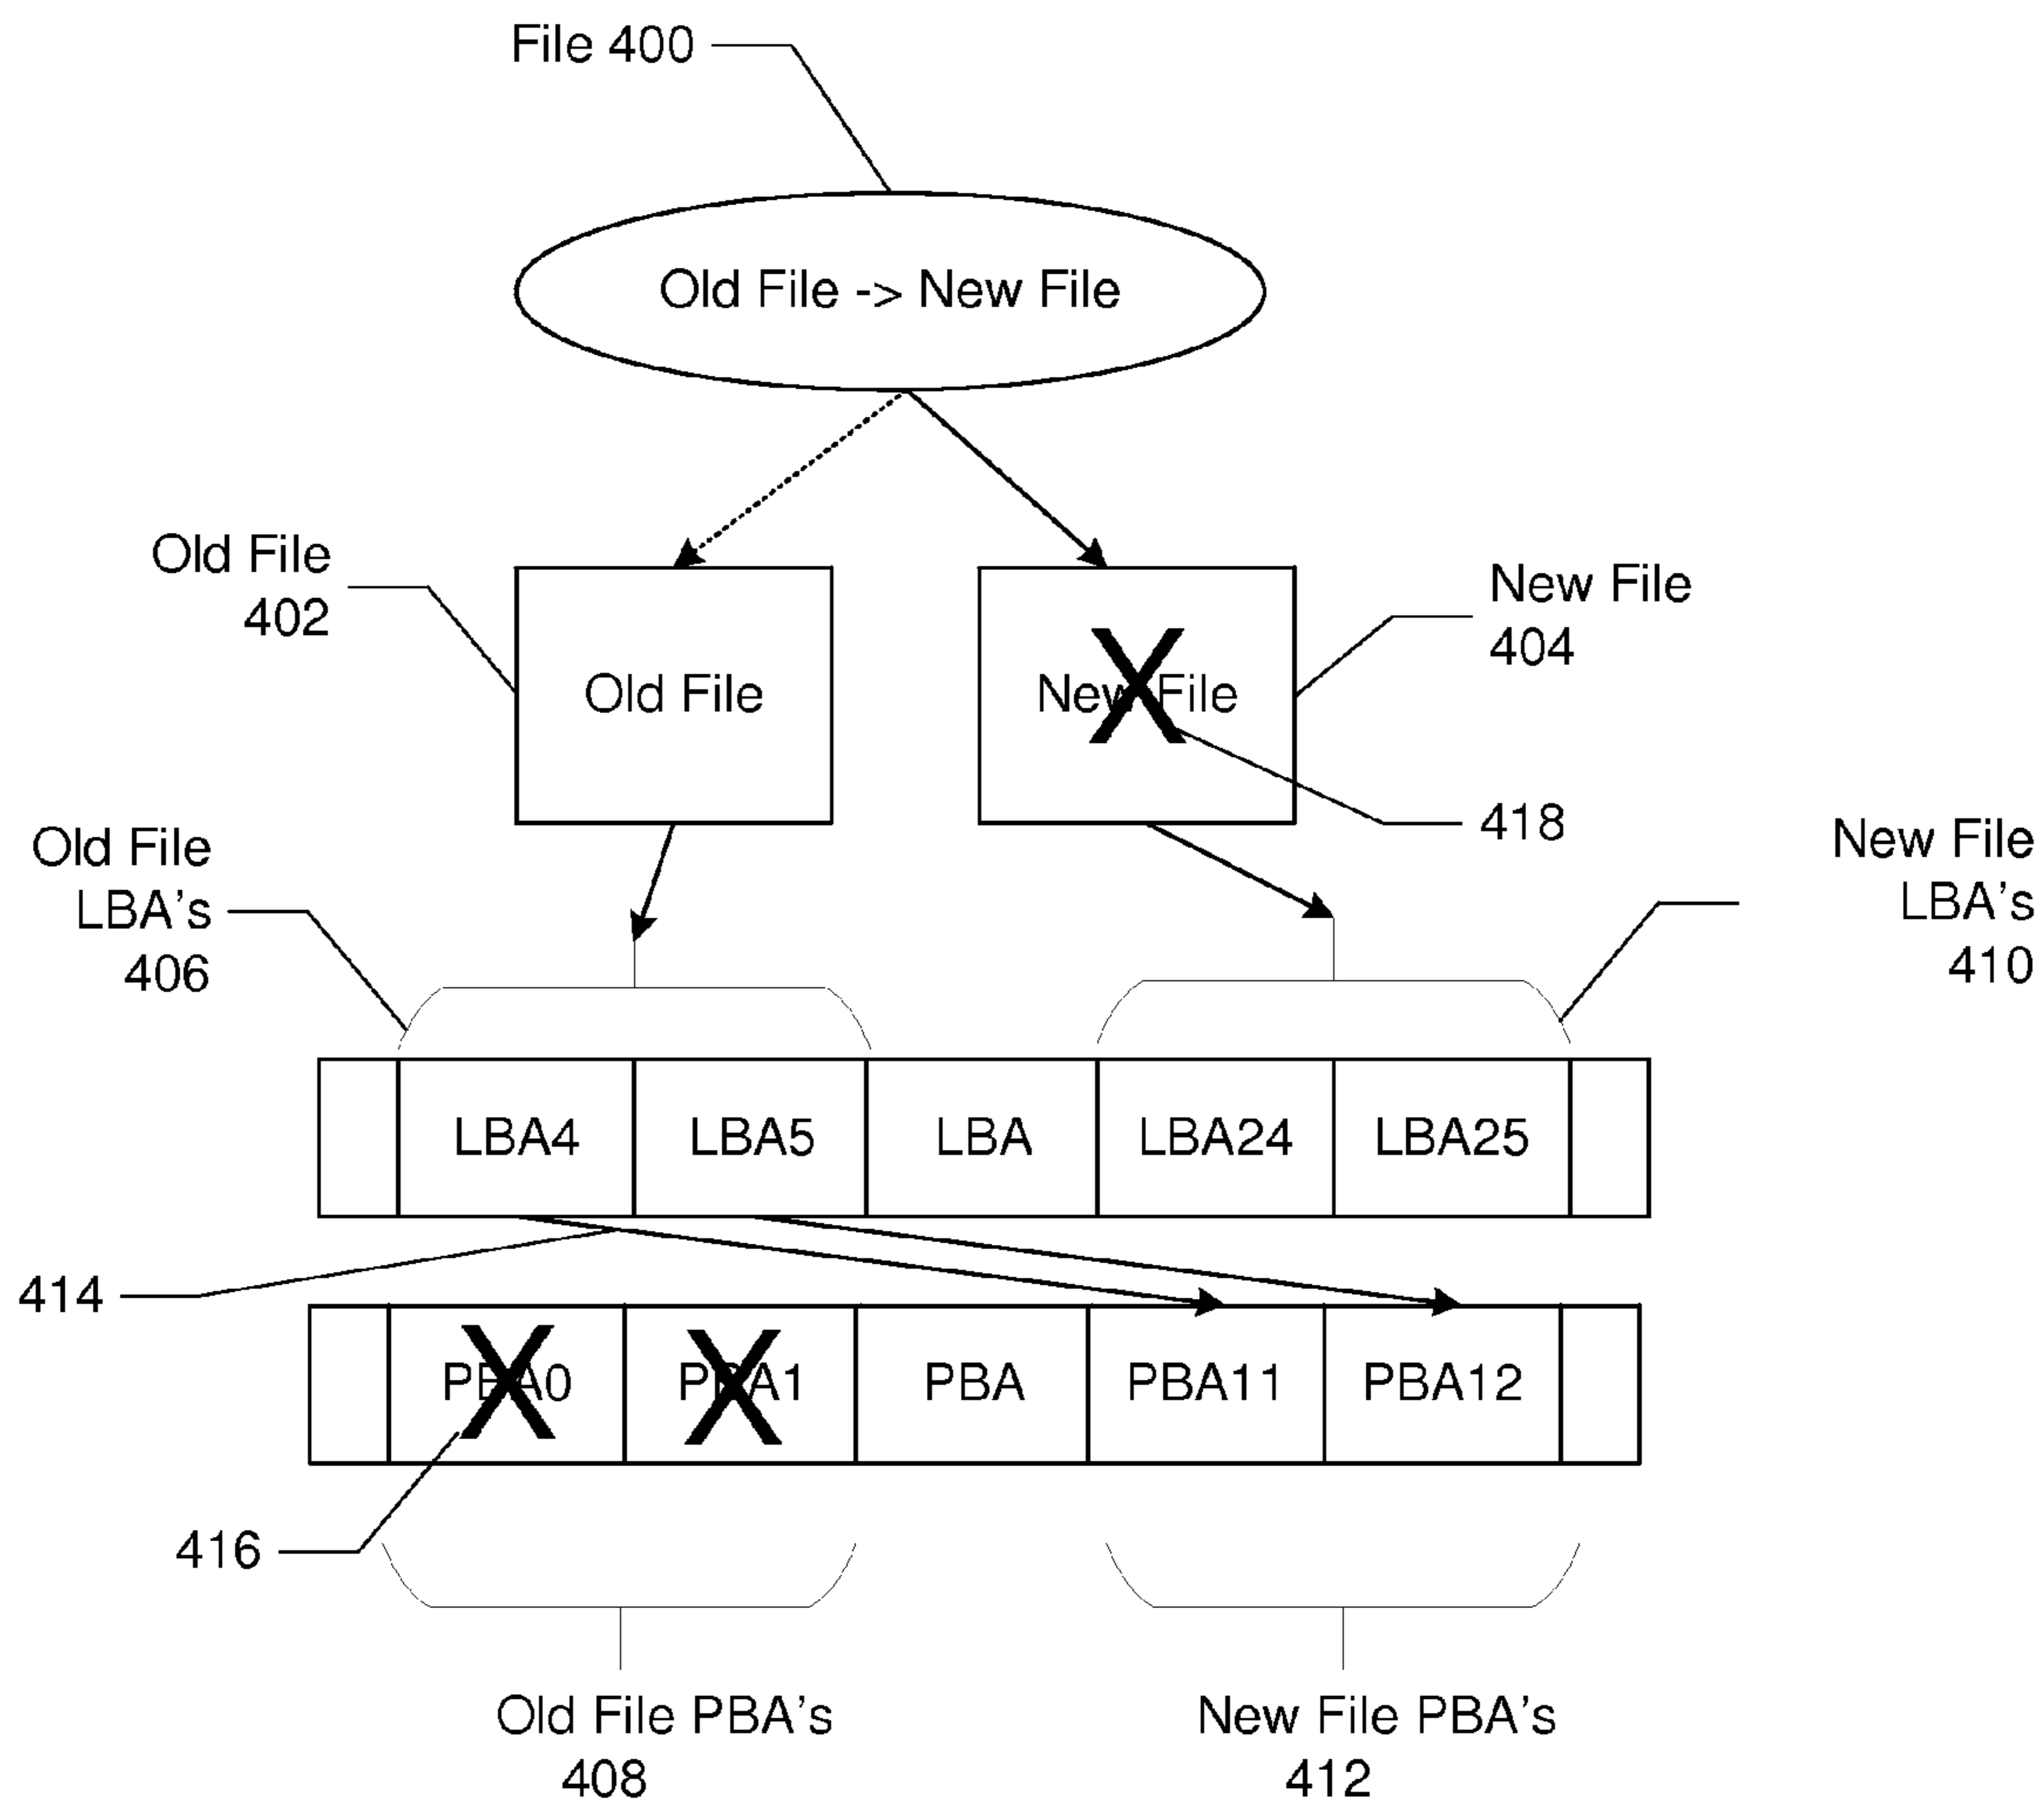 File 400
Old File -> New File
Old File
402
New File
404
Old File
New File
418
Old File
LBA's
406
New File
LBA's
410
LBA4
LBA5
LBA
LBA24
LBA25
414
PBA0
PBA1
PBA
PBA11
PBA12
416
Old File PBA's
408
New File PBA's
412